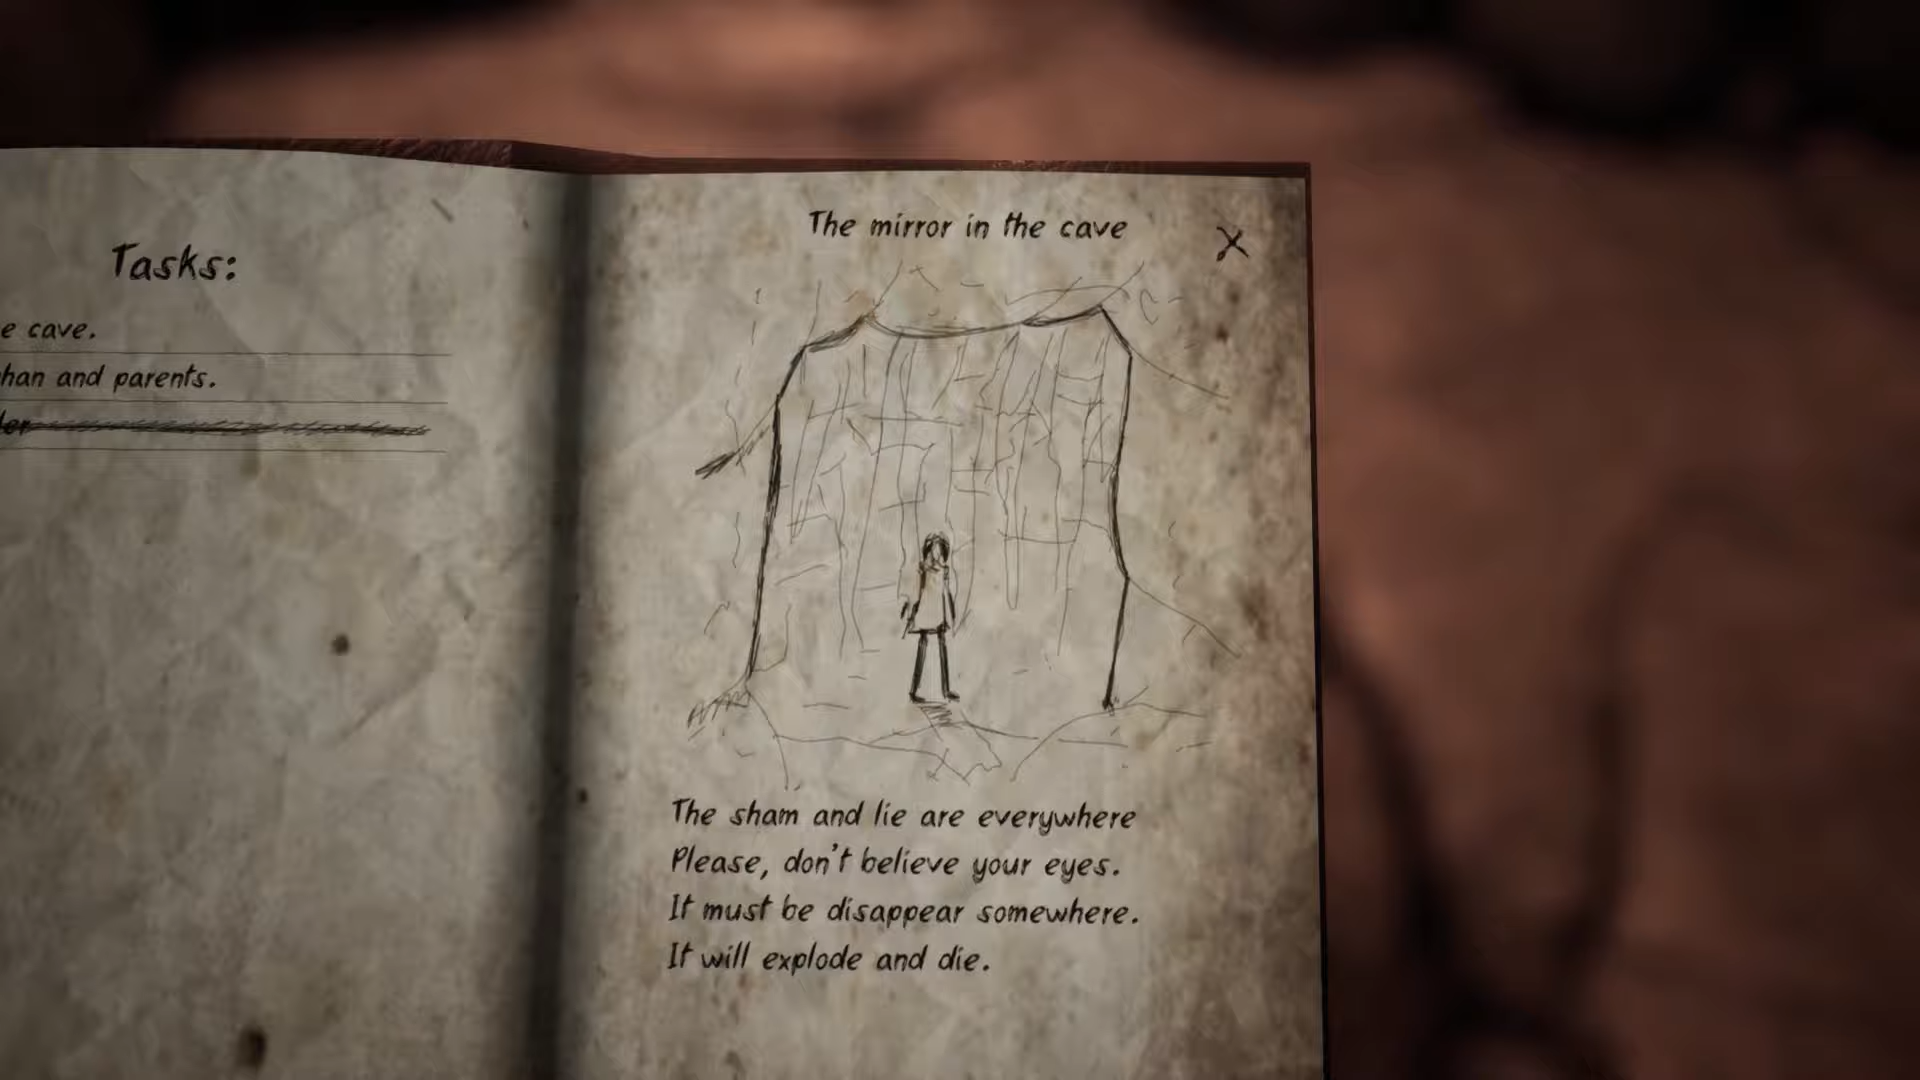 Tasks:
e cave.
han and parents.
The mirror in the cave
The sham and lie are everywhere
Please, don't believe your eyes.
It must be disappear somewhere.
It will explode and die.